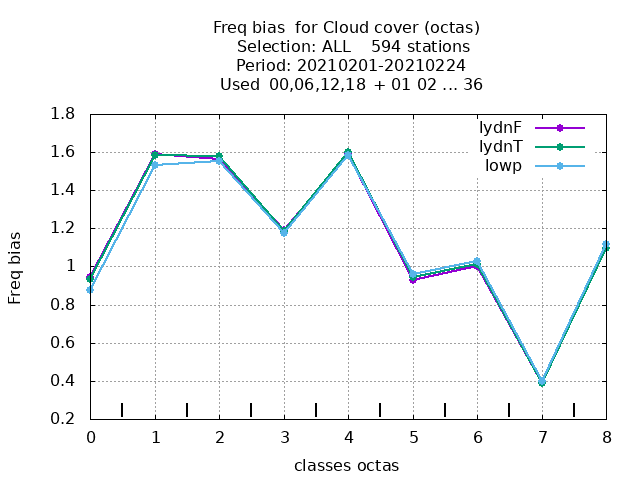 Freq bias  for Cloud cover (octas)
Selection: ALL    594 stations
Period: 20210201-20210224
Used  00,06,12,18  + 01 02 ... 36
1.8
lydnF
lydnT
lowp
1.6
1.4
1.2
1
0.8
0.6
0.4
0.2
Freq bias
0 1 2 3 4 5 6 7 8
classes octas